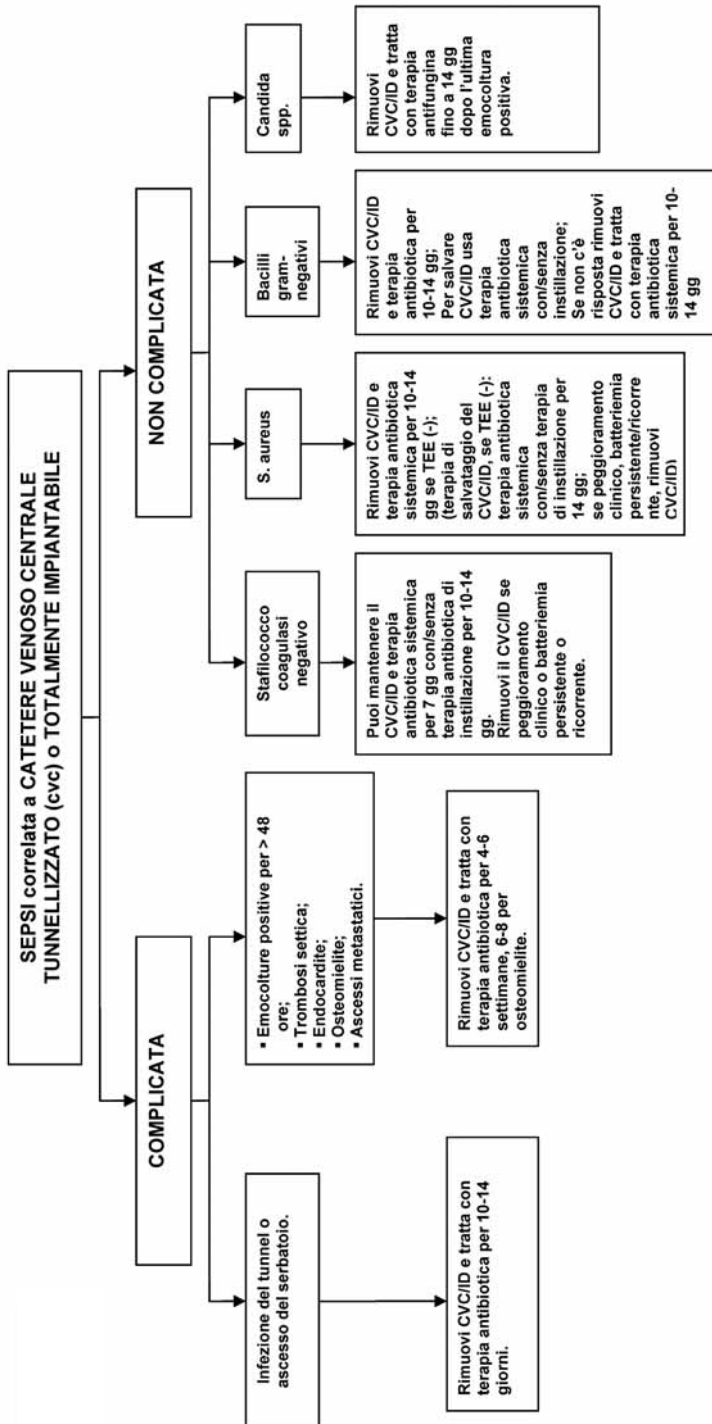 SEPSI correlata a CATETERE VENOSO CENTRALE
TUNNELLIZZATO (cvc) o TOTALMENTE IMPIANTABILE
COMPLICATA
NON COMPLICATA
Infezione del tunnel o
ascesso del serbatoio.
▪ Emocolture positive per > 48
ore;
▪ Trombosi settica;
▪ Endocardite;
▪ Osteomielite;
▪ Ascessi metastatici.
Stafilococco
coagulasi
negativo
S. aureus
Bacilli
gram-
negativi
Candida
spp.
Rimuovi CVC/ID e tratta con
terapia antibiotica per 10-14
giorni.
Rimuovi CVC/ID e tratta con
terapia antibiotica per 4-6
settimane, 6-8 per
osteomielite.
Puoi mantenere il
CVC/ID e terapia
antibiotica sistemica
per 7 gg con/senza
terapia antibiotica di
instillazione per 10-14
gg.
Rimuovi il CVC/ID se
peggioramento
clinico o batteriemia
persistente o
ricorrente.
Rimuovi CVC/ID e
terapia antibiotica
sistemica per 10-14
gg se TEE (-);
(terapia di
salvataggio del
CVC/ID, se TEE (-):
terapia antibiotica
sistemica
con/senza terapia
di instillazione per
14 gg;
se peggioramento
clinico, batteriemia
persistente/ricorre
nte, rimuovi
CVC/ID)
Rimuovi CVC/ID
e terapia
antibiotica per
10-14 gg;
Per salvare
CVC/ID usa
terapia
antibiotica
sistemica
con/senza
instillazione;
Se non c'è
risposta rimuovi
CVC/ID e tratta
con terapia
antibiotica
sistemica per 10-
14 gg
Rimuovi
CVC/ID e tratta
con terapia
antifungina
fino a 14 gg
dopo l'ultima
emocoltura
positiva.